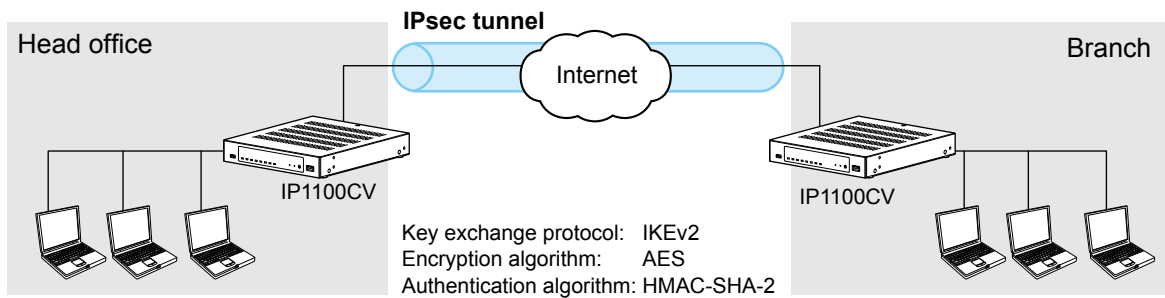 IPsec tunnel
Head office
Internet
Branch
IP1100CV
IP1100CV
Key exchange protocol: IKEv2
Encryption algorithm: AES
Authentication algorithm: HMAC-SHA-2